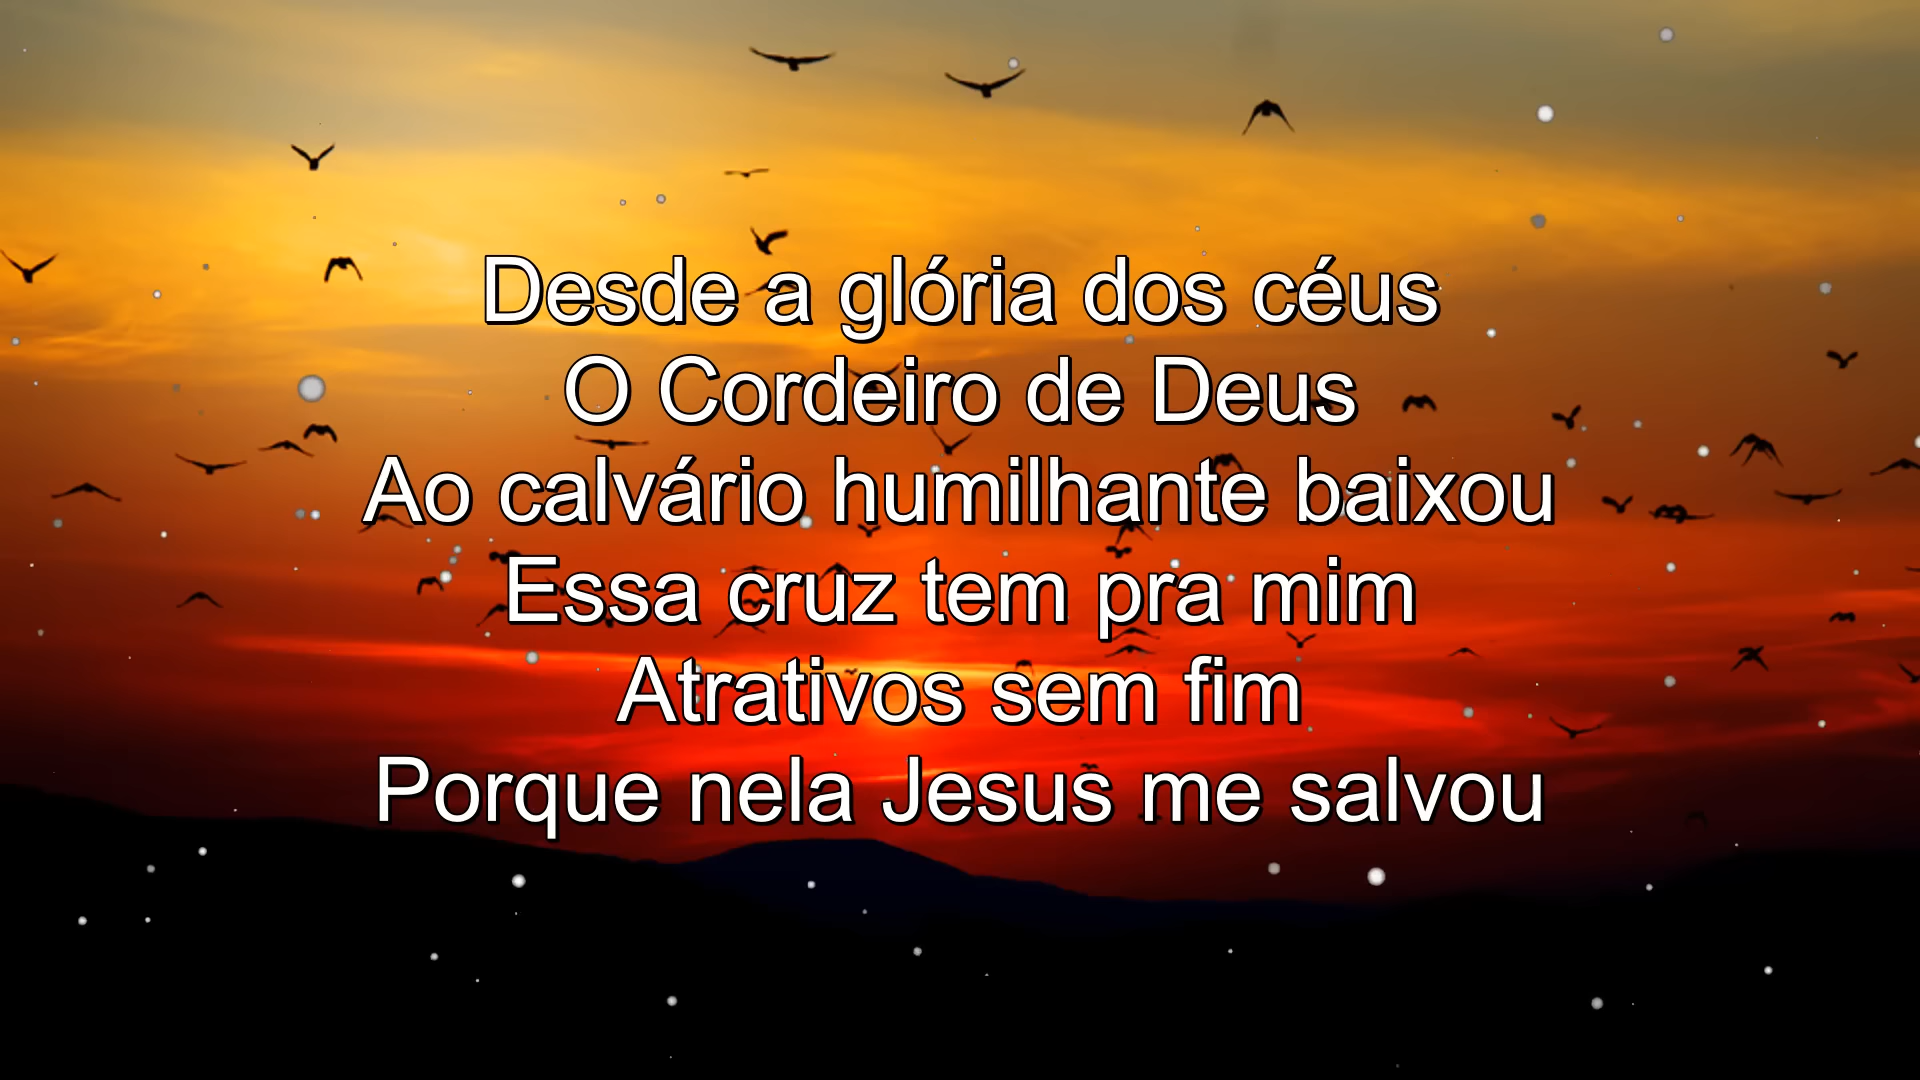 Desde a glória dos céus
O Cordeiro de Deus
Ao calvário humilhante baixou
Essa cruz tem pra mim
Atrativos sem fim
Porque nela Jesus me salvou